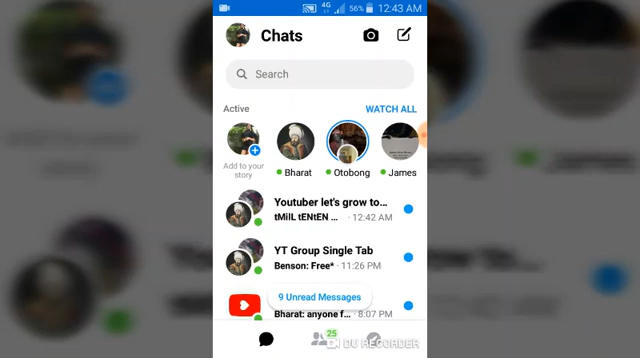 4G 56% 12:43 AM
Chats
Search
Active WATCH ALL
Add to your
story
Bharat
Otobong
James
Youtuber let's grow to...
tMilL tENtEN ... · 12:42 AM
YT Group Single Tab
Benson: Free* · 11:26 PM
9 Unread Messages
Bharat: anyone f... · 8:07 PM
25
DU RECORDER